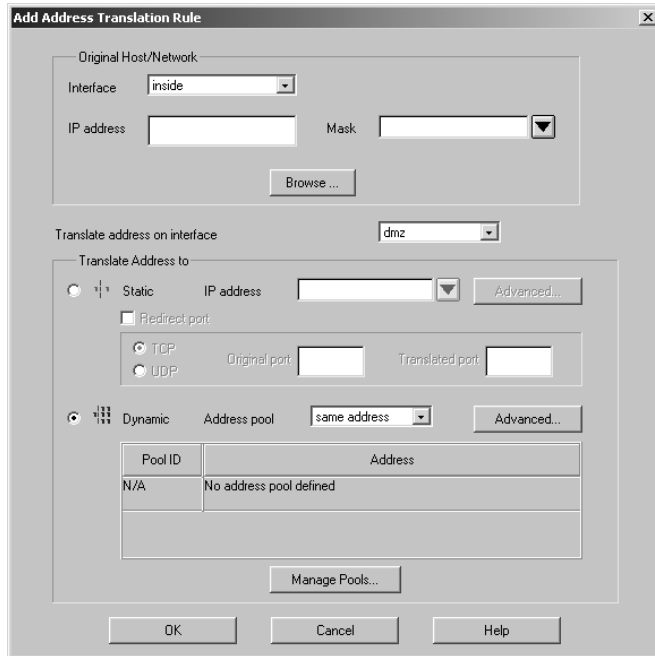 Add Address Translation Rule
Original Host/Network
Interface inside
IP address Mask
Browse ...
Translate address on interface dmz
Translate Address to
Static IP address Advanced...
Redirect port
TCP
UDP
Original port Translated port
Dynamic Address pool same address Advanced...
Pool ID Address
N/A No address pool defined
Manage Pools...
OK Cancel Help